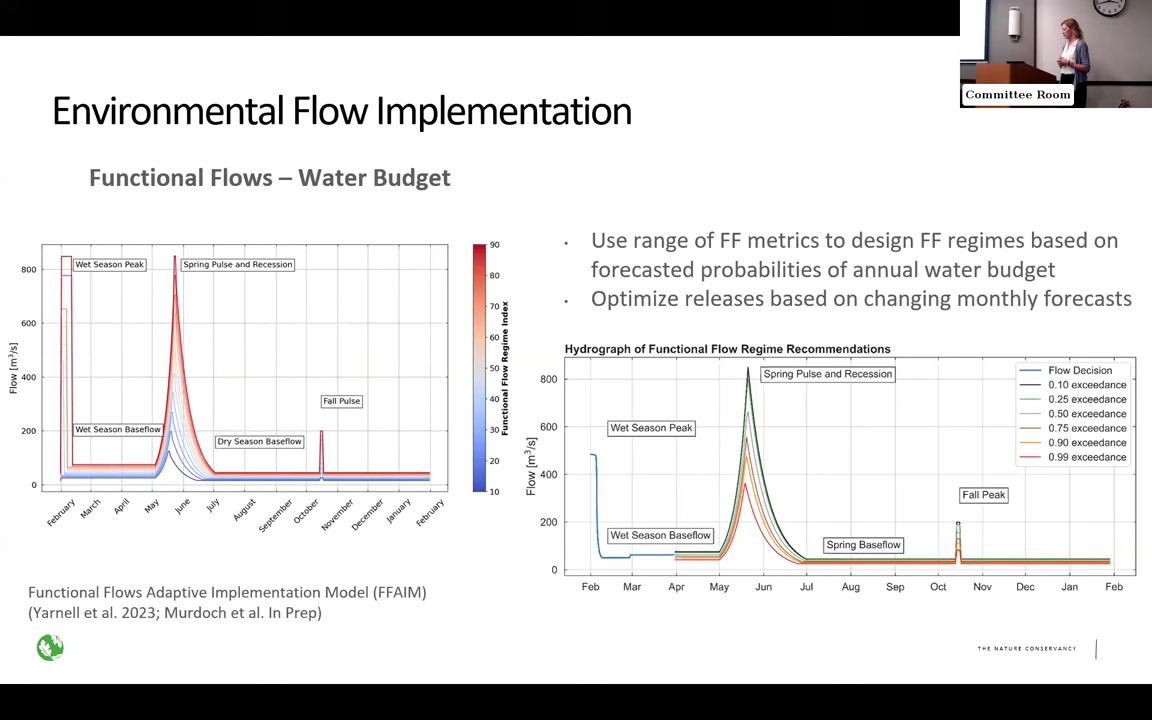 Committee Room
Environmental Flow Implementation
Functional Flows – Water Budget
Use range of FF metrics to design FF regimes based on
forecasted probabilities of annual water budget
Optimize releases based on changing monthly forecasts
Wet Season Peak
Spring Pulse and Recession
Fall Pulse
Wet Season Baseflow
Dry Season Baseflow
Flow [m³/s]
800
600
400
200
0
February
March
April
May
June
July
August
September
October
November
December
January
February
90
80
70
60
50
40
30
20
10
Functional Flow Regime Index
Hydrograph of Functional Flow Regime Recommendations
Spring Pulse and Recession
Wet Season Peak
Fall Peak
Wet Season Baseflow
Spring Baseflow
Flow Decision
0.10 exceedance
0.25 exceedance
0.50 exceedance
0.75 exceedance
0.90 exceedance
0.99 exceedance
Flow [m³/s]
800
600
400
200
0
Feb
Mar
Apr
May
Jun
Jul
Aug
Sep
Oct
Nov
Dec
Jan
Feb
Functional Flows Adaptive Implementation Model (FFAIM)
(Yarnell et al. 2023; Murdoch et al. In Prep)
THE NATURE CONSERVANCY